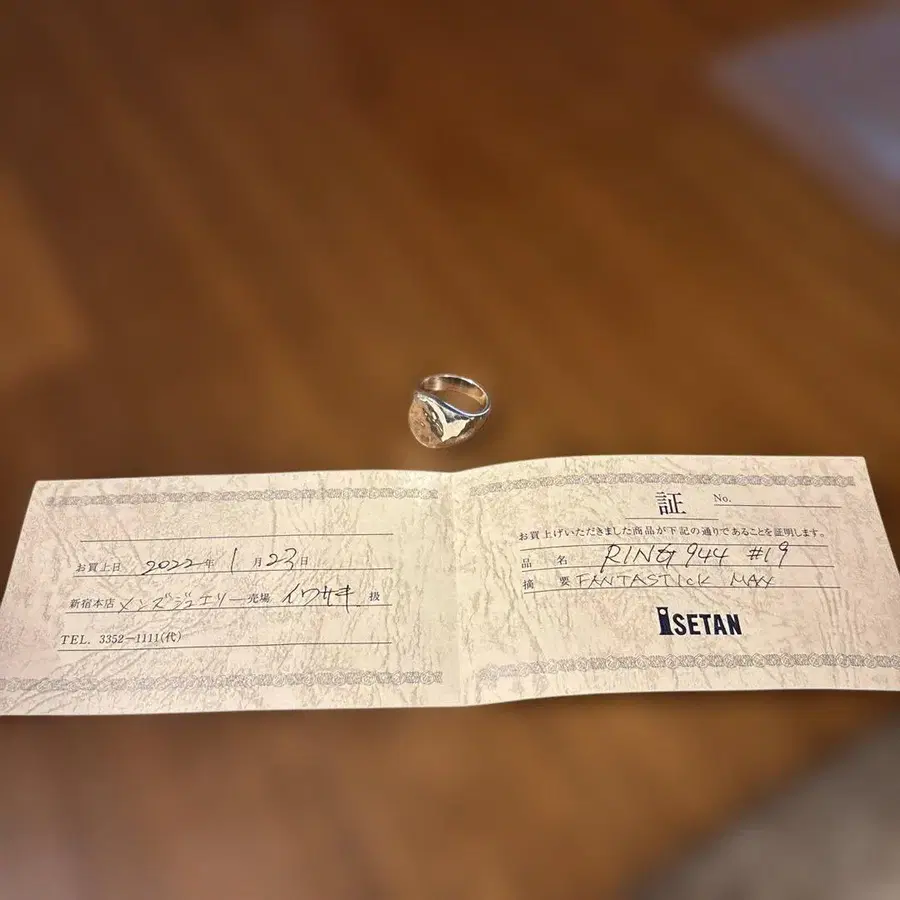 お買上日 2022年1月23日
新宿本店 メンズジュエリー売場 イワサキ 扱
TEL. 3352-1111(代)
証 No.
お買上げいただきました商品が下記の通りであることを証明します。
品名 RING 944 #19
摘要 FANTASTICK MAN
ISETAN